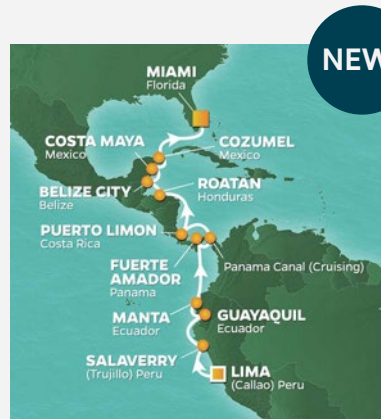 NEW
MIAMI
Florida
COSTA MAYA
Mexico
COZUMEL
Mexico
BELIZE CITY
Belize
ROATÁN
Honduras
PUERTO LIMON
Costa Rica
Panama Canal (Cruising)
FUERTE
AMADOR
Panama
MANTA
Ecuador
GUAYAQUIL
Ecuador
SALAVERRY
(Trujillo) Peru
LIMA
(Callao) Peru